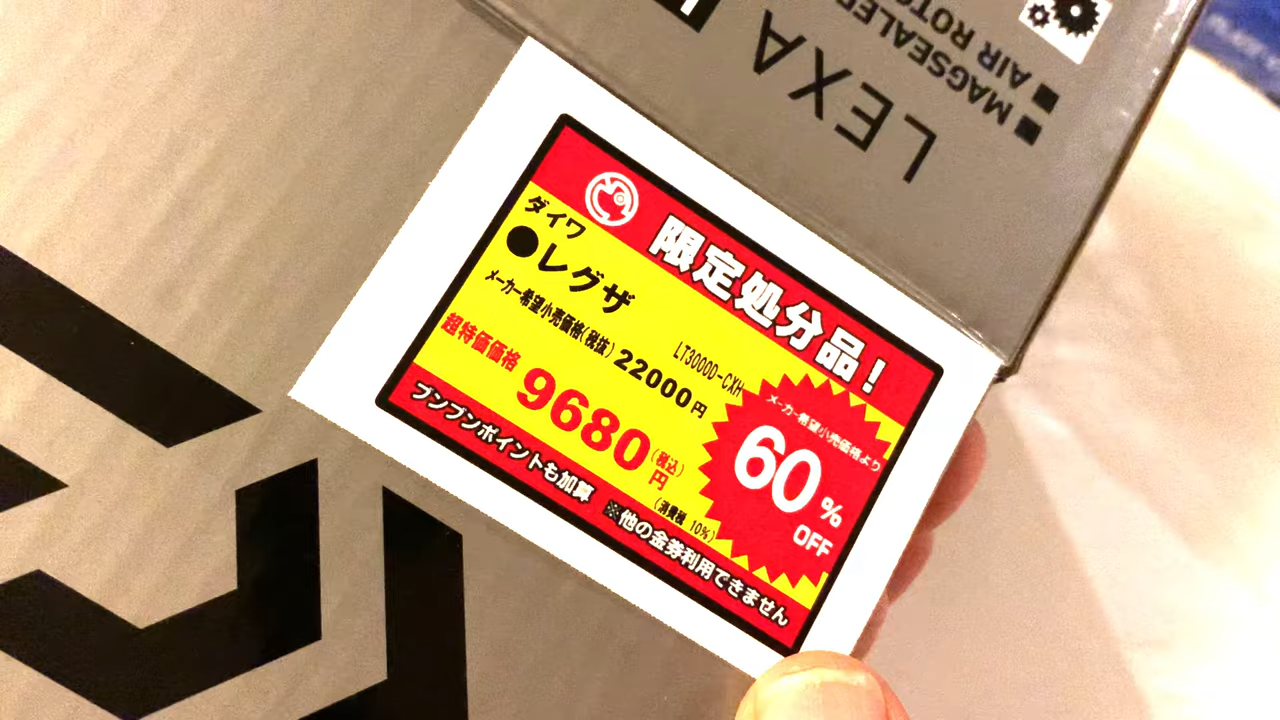 LEXA
■ MAGSEALED
■ AIR ROTO
限定処分品！
ダイワ
●レグザ
LT3000D-CXH
メーカー希望小売価格（税抜）22000円
超特価価格 9680円（税込）
（消費税 10%）
メーカー希望小売価格より
60%
OFF
ブンブンポイントも加算 ※他の金券利用できません